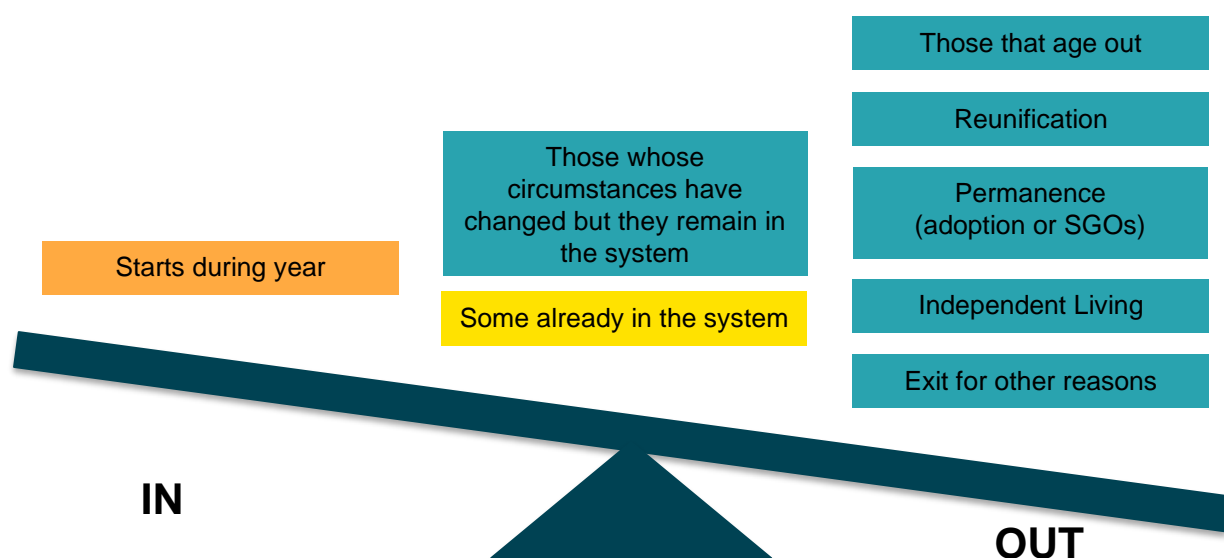 Starts during year
Those whose
circumstances have
changed but they remain in
the system
Some already in the system
Those that age out
Reunification
Permanence
(adoption or SGOs)
Independent Living
Exit for other reasons
IN
OUT